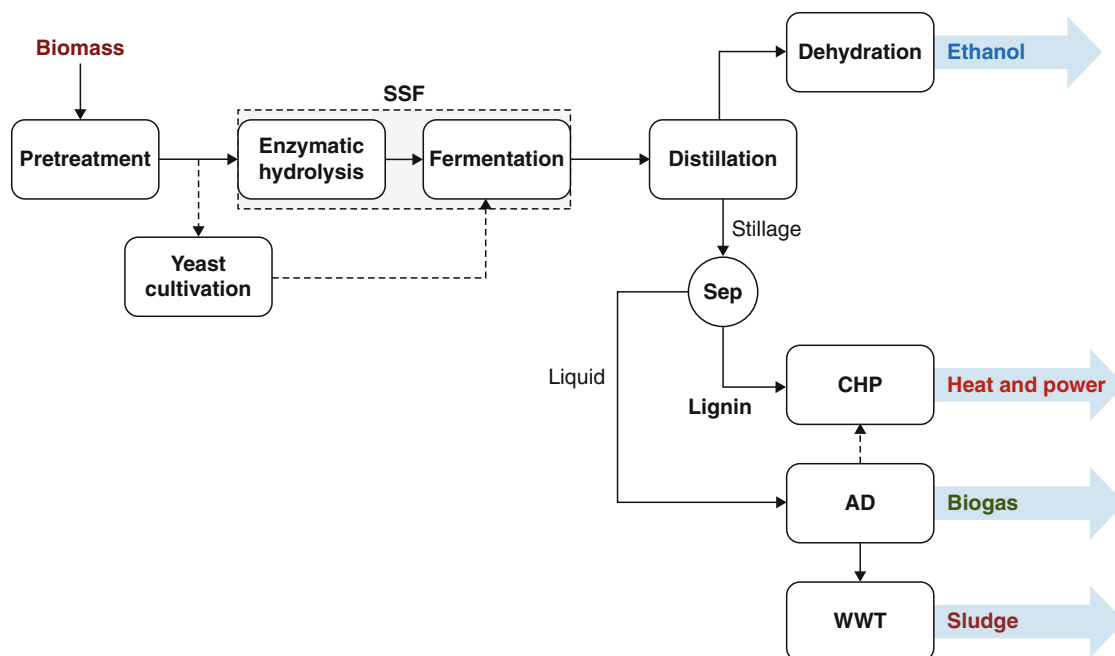 Biomass
Pretreatment
SSF
Enzymatic
hydrolysis
Fermentation
Yeast
cultivation
Distillation
Dehydration
Ethanol
Stillage
Sep
Liquid
Lignin
CHP
Heat and power
AD
Biogas
WWT
Sludge